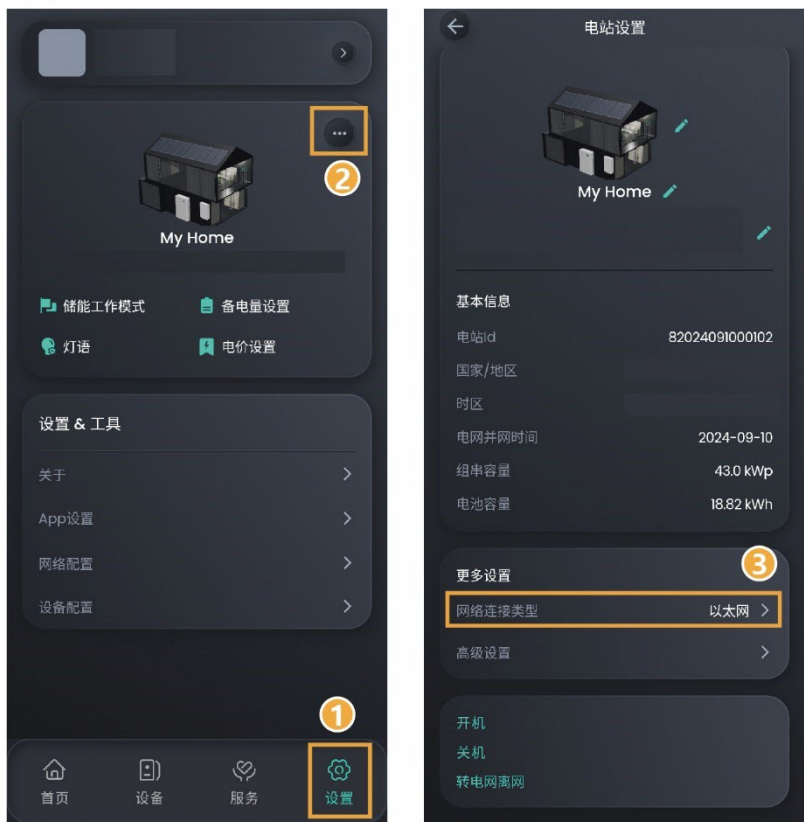 2
My Home
储能工作模式
备电量设置
灯语
电价设置
设置 & 工具
关于
App设置
网络配置
设备配置
1
首页
设备
服务
设置
电站设置
My Home
基本信息
电站Id 82024091000102
国家/地区
时区
电网并网时间 2024-09-10
组串容量 43.0 kWp
电池容量 18.82 kWh
3
更多设置
网络连接类型 以太网
高级设置
开机
关机
转电网离网